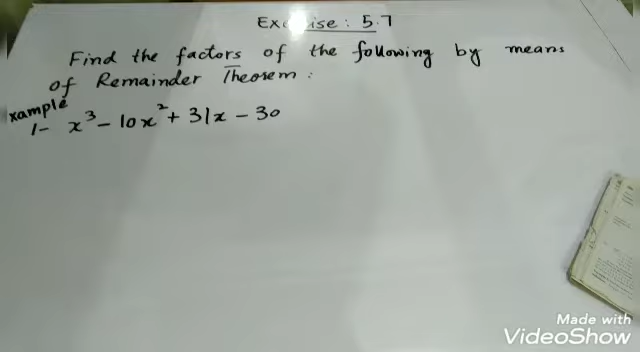 Exercise : 5.7
Find the factors of the following by means
of Remainder Theorem :
xample
1- x³ - 10x² + 31x - 30
Made with
VideoShow